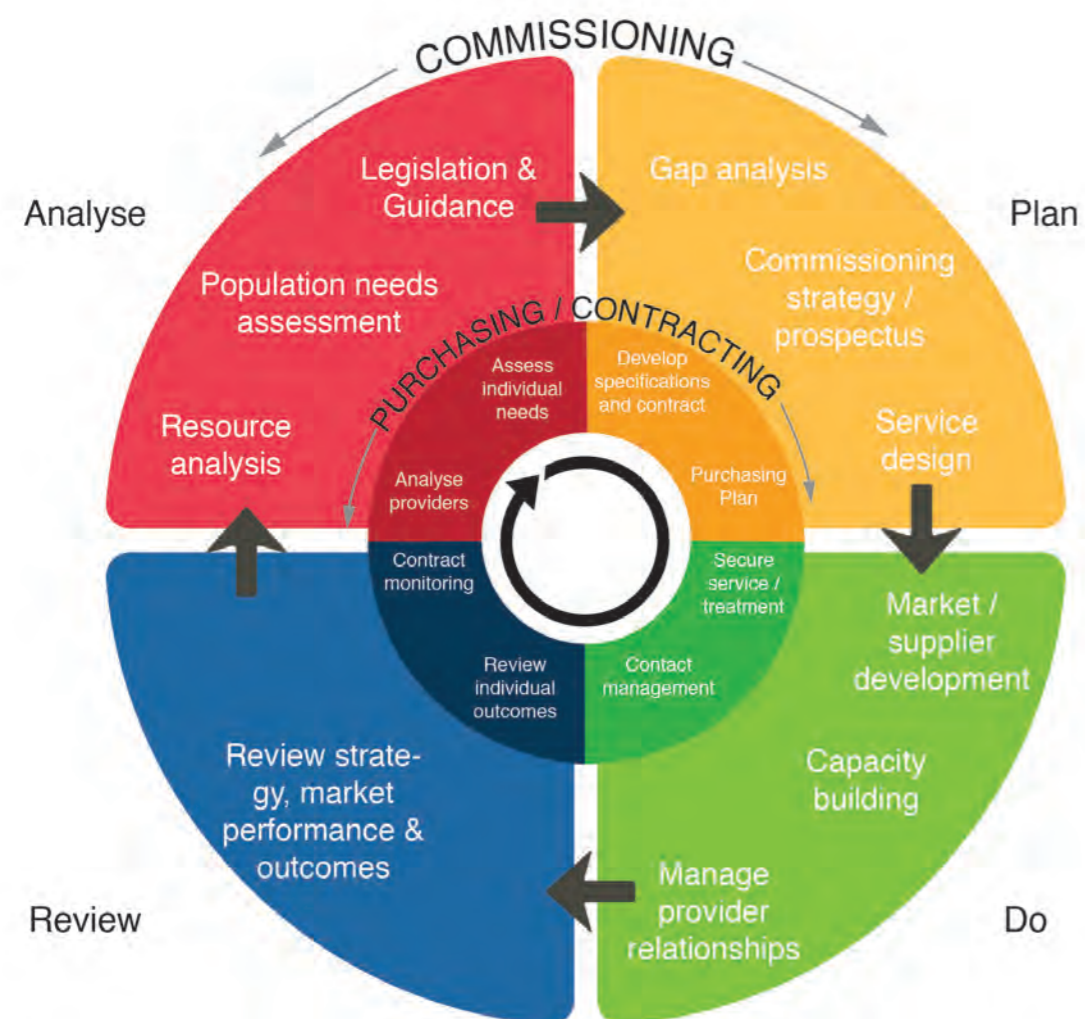 COMMISSIONING
Analyse
Legislation &
Guidance
Population needs
assessment
Resource
analysis
Plan
Gap analysis
Commissioning
strategy /
prospectus
Service
design
PURCHASING / CONTRACTING
Assess
individual
needs
Analyse
providers
Develop
specifications
and contract
Purchasing
Plan
Secure
service /
treatment
Contact
management
Contract
monitoring
Review
individual
outcomes
Market /
supplier
development
Capacity
building
Manage
provider
relationships
Do
Review strate-
gy, market
performance &
outcomes
Review